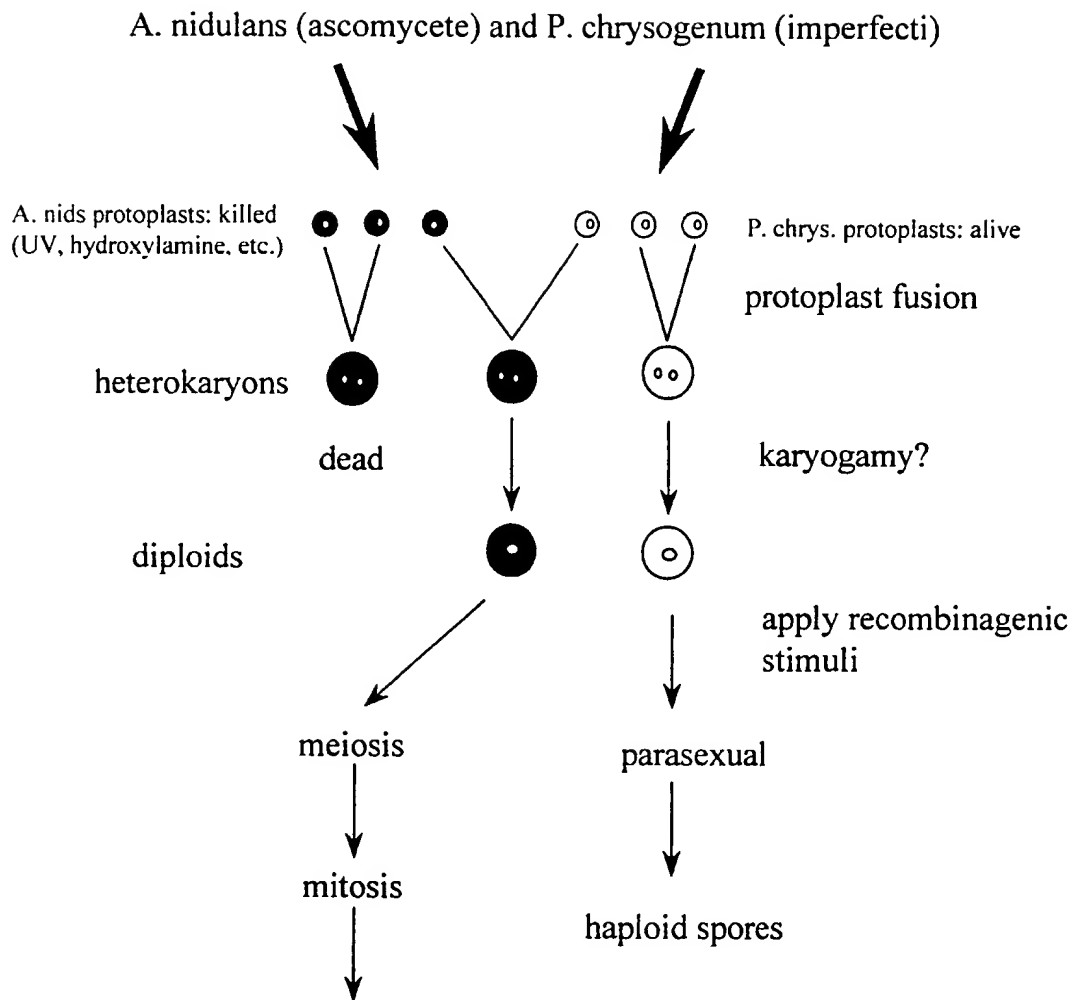 A. nidulans (ascomycete) and P. chrysogenum (imperfecti)
A. nids protoplasts: killed
(UV, hydroxylamine, etc.)
P. chrys. protoplasts: alive
protoplast fusion
heterokaryons
dead
karyogamy?
diploids
apply recombinagenic
stimuli
meiosis
parasexual
mitosis
haploid spores